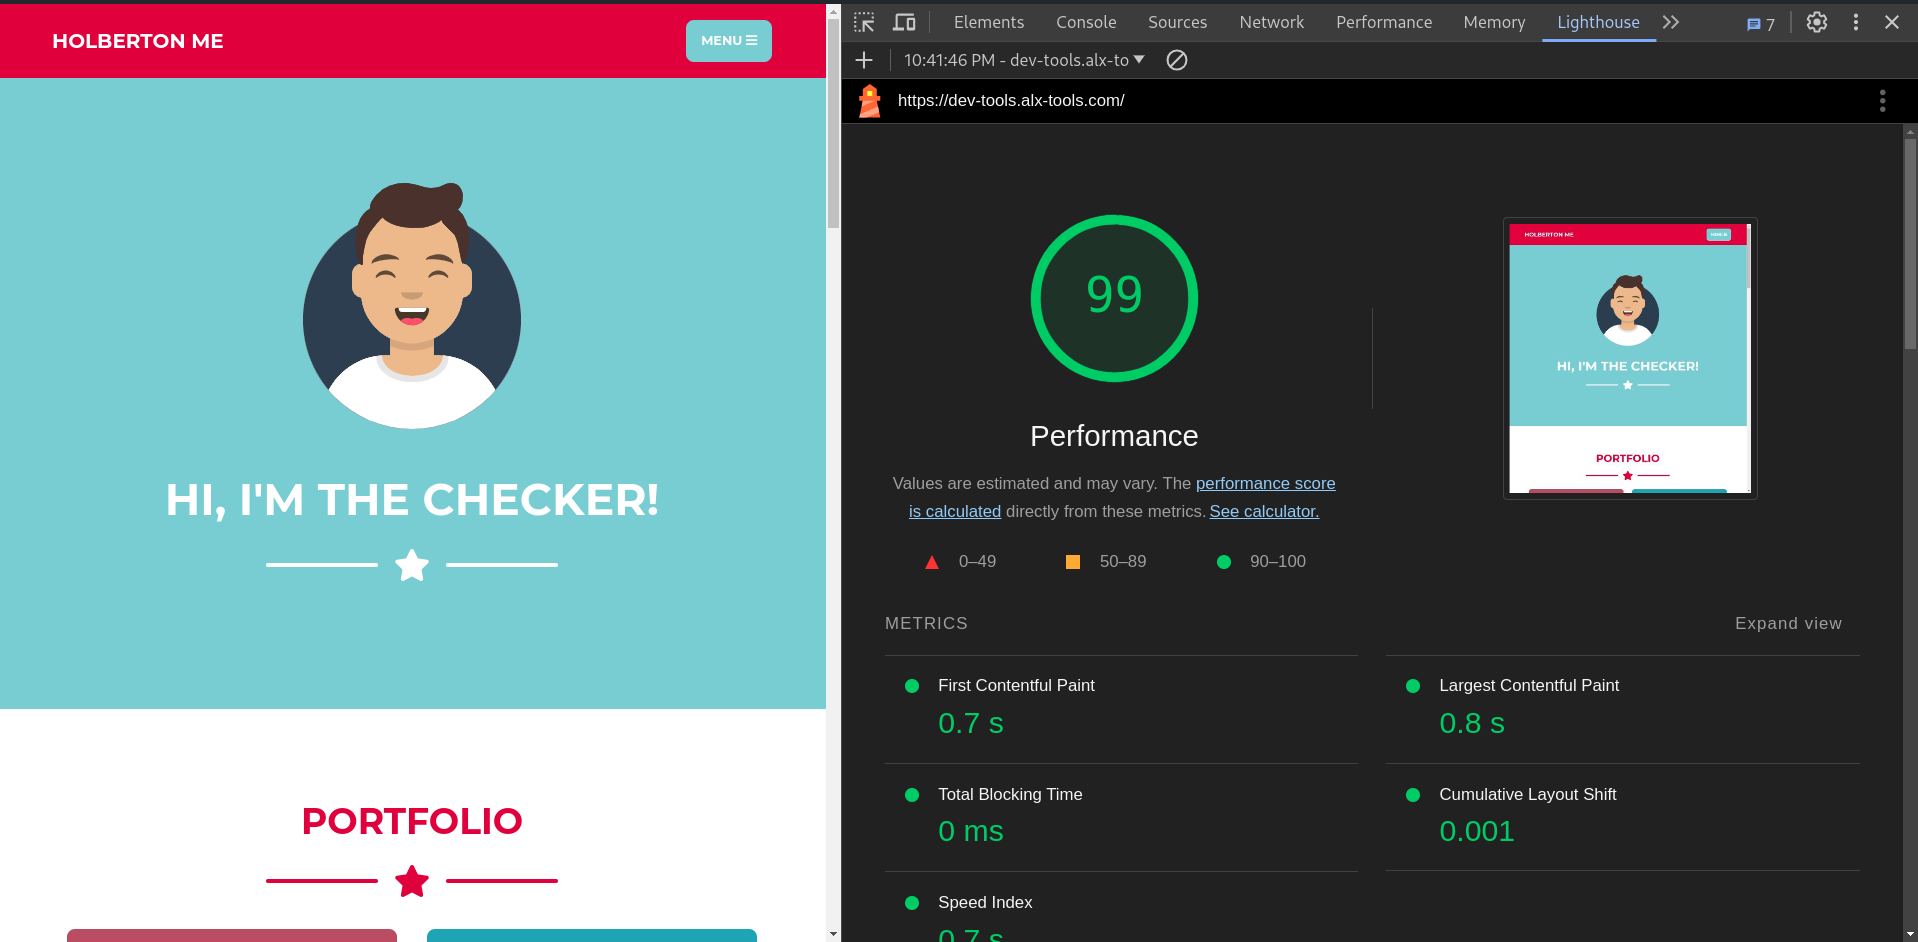 HOLBERTON ME
MENU
HI, I'M THE CHECKER!
PORTFOLIO
Elements Console Sources Network Performance Memory Lighthouse 7
10:41:46 PM - dev-tools.alx-to
https://dev-tools.alx-tools.com/
99
Performance
Values are estimated and may vary. The performance score
is calculated directly from these metrics. See calculator.
0–49 50–89 90–100
HOLBERTON ME
HI, I'M THE CHECKER!
PORTFOLIO
METRICS Expand view
First Contentful Paint
0.7 s
Largest Contentful Paint
0.8 s
Total Blocking Time
0 ms
Cumulative Layout Shift
0.001
Speed Index
0.7 s